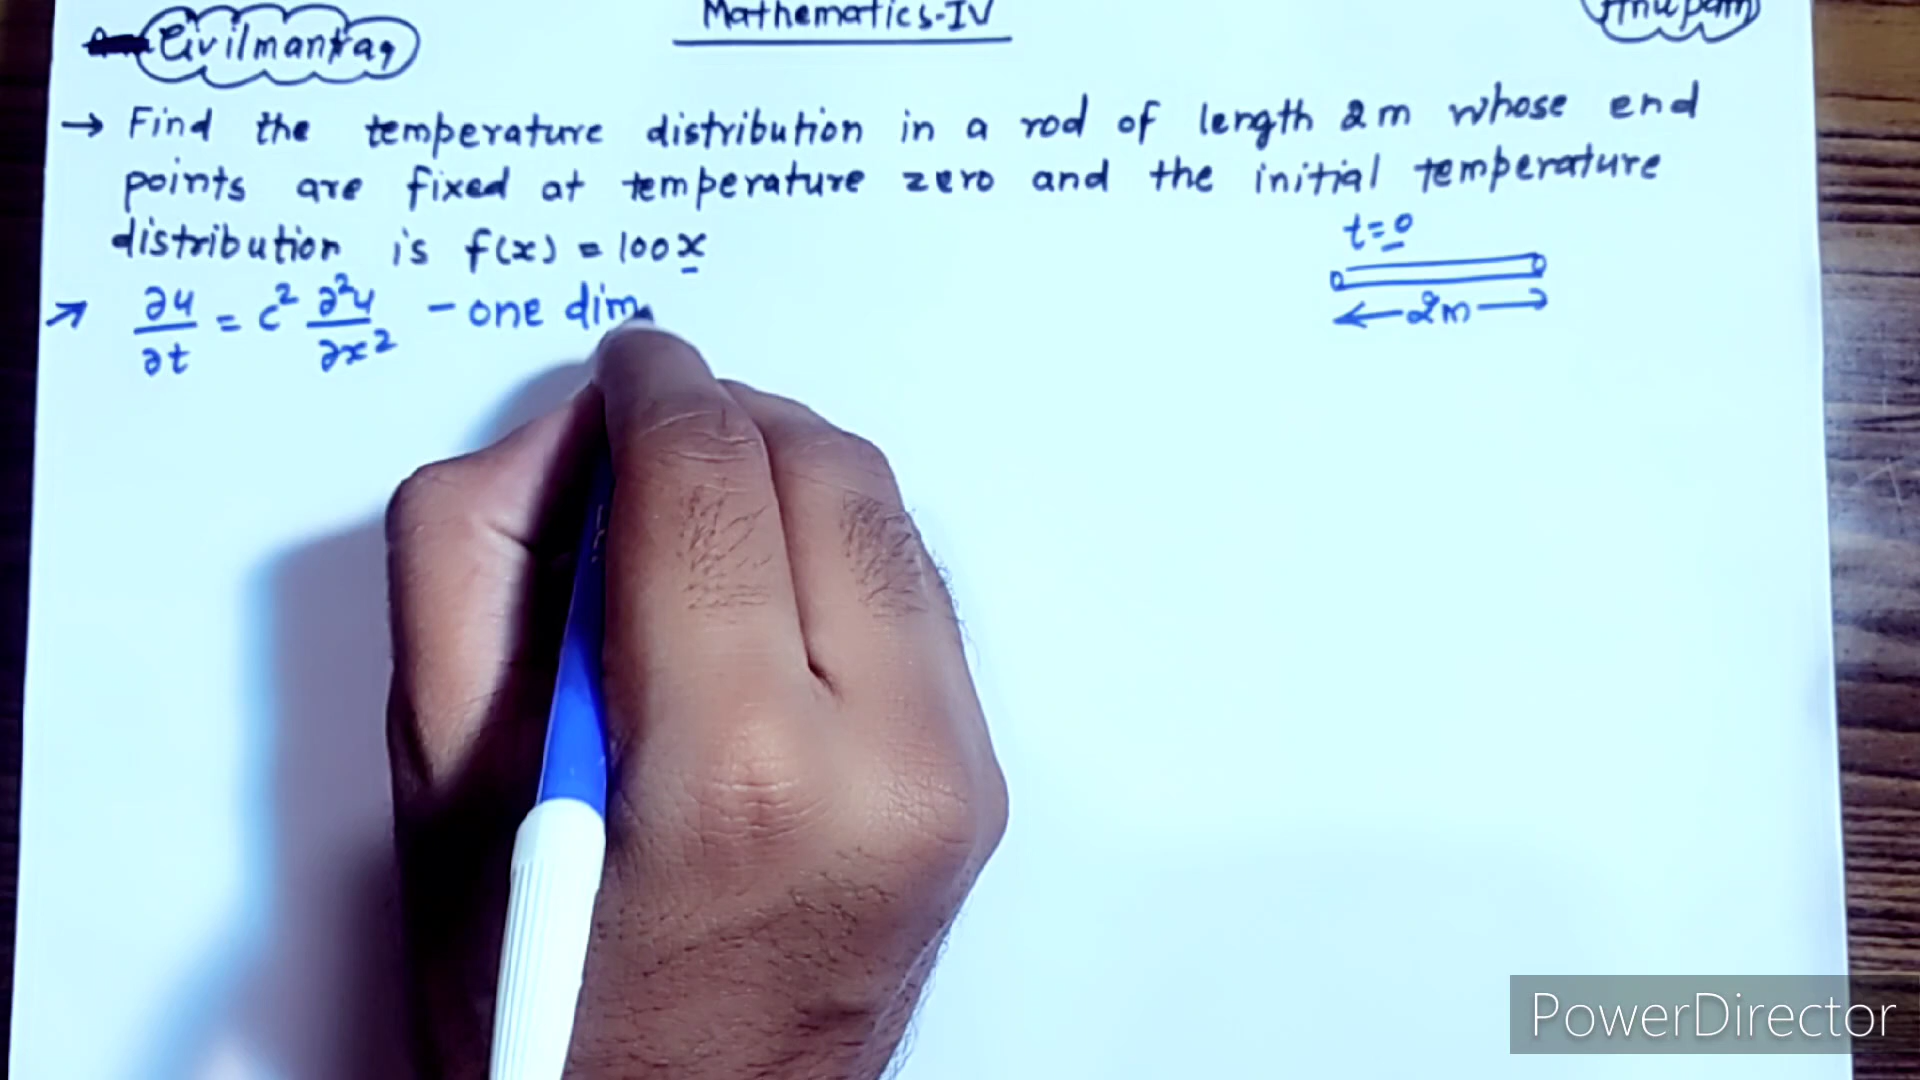 Mathematics-IV
Civilmantraa
Anupam
→ Find the temperature distribution in a rod of length 2m whose end
points are fixed at temperature zero and the initial temperature
distribution is f(x) = 100x
t=0
2m
→ ∂u/∂t = c² ∂²u/∂x² - one dim
PowerDirector